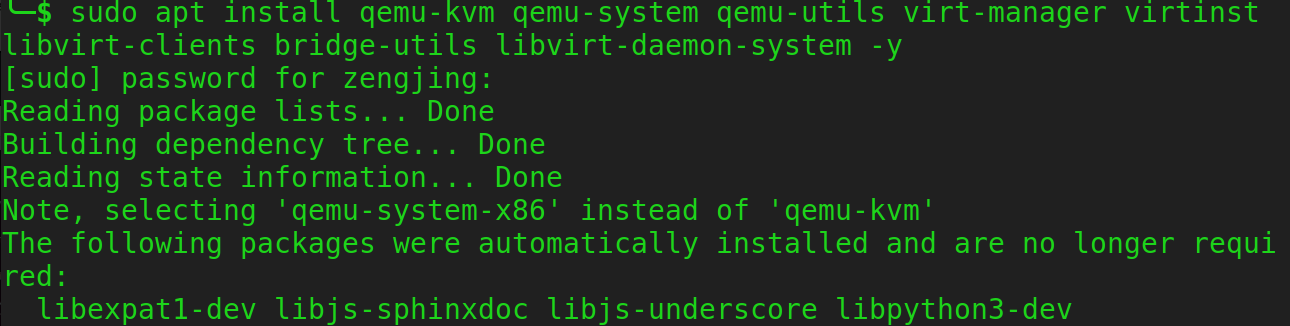 ╰─$ sudo apt install qemu-kvm qemu-system qemu-utils virt-manager virtinst
libvirt-clients bridge-utils libvirt-daemon-system -y
[sudo] password for zengjing:
Reading package lists... Done
Building dependency tree... Done
Reading state information... Done
Note, selecting 'qemu-system-x86' instead of 'qemu-kvm'
The following packages were automatically installed and are no longer requi
red:
  libexpat1-dev libjs-sphinxdoc libjs-underscore libpython3-dev